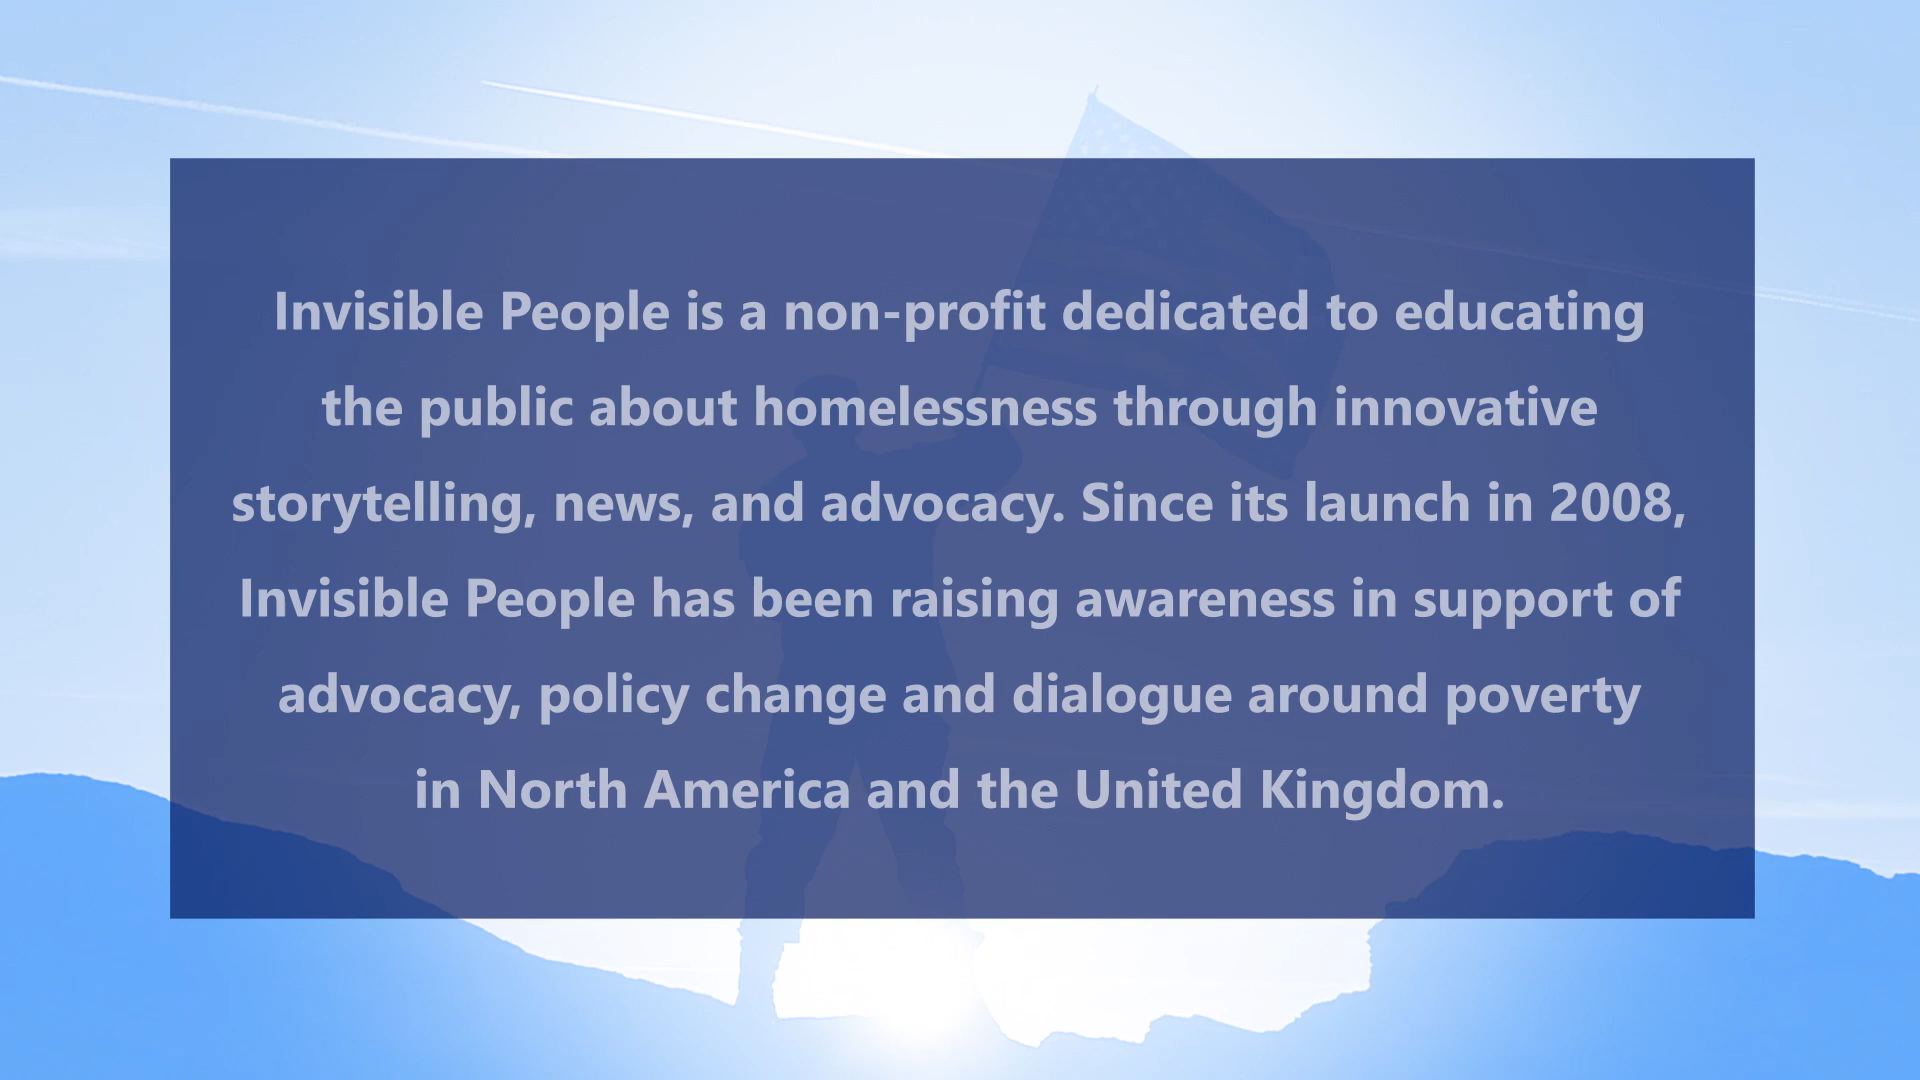 Invisible People is a non-profit dedicated to educating
the public about homelessness through innovative
storytelling, news, and advocacy. Since its launch in 2008,
Invisible People has been raising awareness in support of
advocacy, policy change and dialogue around poverty
in North America and the United Kingdom.